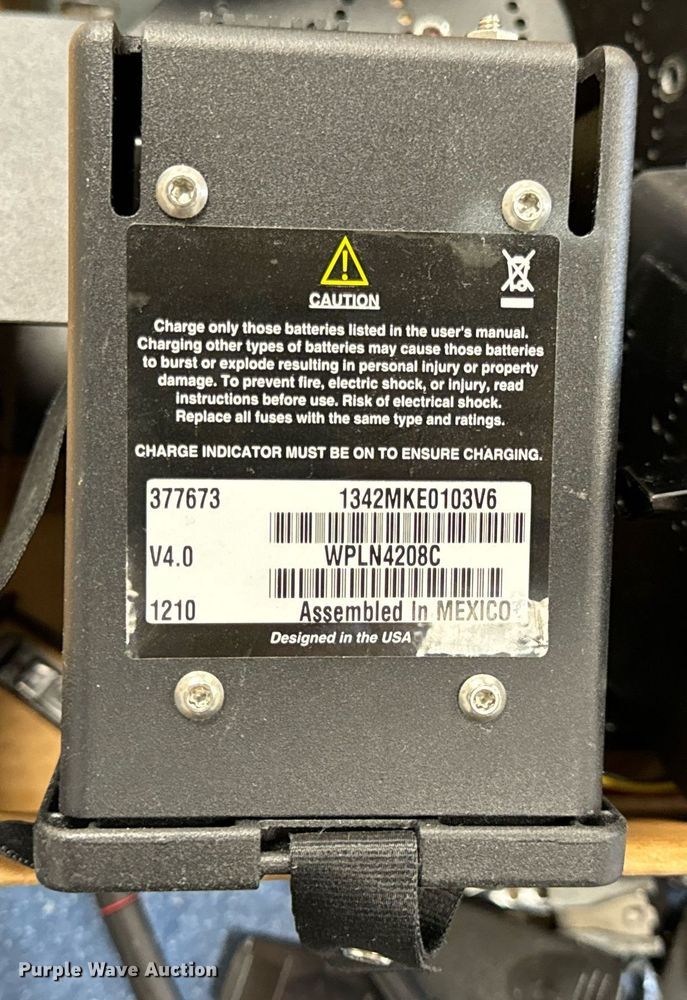 CAUTION
Charge only those batteries listed in the user's manual.
Charging other types of batteries may cause those batteries
to burst or explode resulting in personal injury or property
damage. To prevent fire, electric shock, or injury, read
instructions before use. Risk of electrical shock.
Replace all fuses with the same type and ratings.
CHARGE INDICATOR MUST BE ON TO ENSURE CHARGING.
377673 1342MKE0103V6
V4.0 WPLN4208C
1210 Assembled In MEXICO
Designed in the USA
Purple Wave Auction